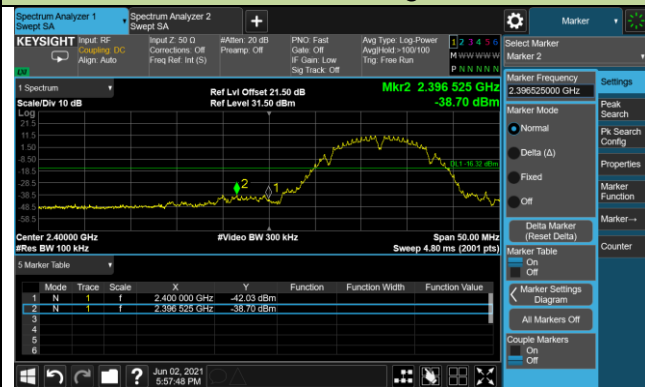 Spectrum Analyzer 1
Swept SA
Spectrum Analyzer 2
Swept SA
+
Marker
KEYSIGHT
Input: RF
Coupling: DC
Align: Auto
Input Z: 50 Ω
Corrections: Off
Freq Ref: Int (S)
#Atten: 20 dB
Preamp: Off
PNO: Fast
Gate: Off
IF Gain: Low
Sig Track: Off
Avg Type: Log-Power
Avg|Hold:>100/100
Trig: Free Run
1 2 3 4 5 6
M W W W W W
P N N N N N
Select Marker
Marker 2
Marker Frequency
2.396525000 GHz
Settings
1 Spectrum
Scale/Div 10 dB
Ref Lvl Offset 21.50 dB
Ref Level 31.50 dBm
Mkr2 2.396 525 GHz
-38.70 dBm
Log
21.5
11.5
1.50
-8.50
-18.5
-28.5
-38.5
-48.5
-58.5
DL1 -16.32 dBm
2
1
Center 2.40000 GHz
#Res BW 100 kHz
#Video BW 300 kHz
Span 50.00 MHz
Sweep 4.80 ms (2001 pts)
Marker Mode
Normal
Delta (Δ)
Fixed
Off
Delta Marker
(Reset Delta)
Marker Table
On
Off
Marker Settings
Diagram
All Markers Off
Couple Markers
On
Off
Peak
Search
Pk Search
Config
Properties
Marker
Function
Marker→
Counter
5 Marker Table
Mode Trace Scale X Y Function Function Width Function Value
1 N 1 f 2.400 000 GHz -42.03 dBm
2 N 1 f 2.396 525 GHz -38.70 dBm
3
4
5
6
?
Jun 02, 2021
5:57:48 PM